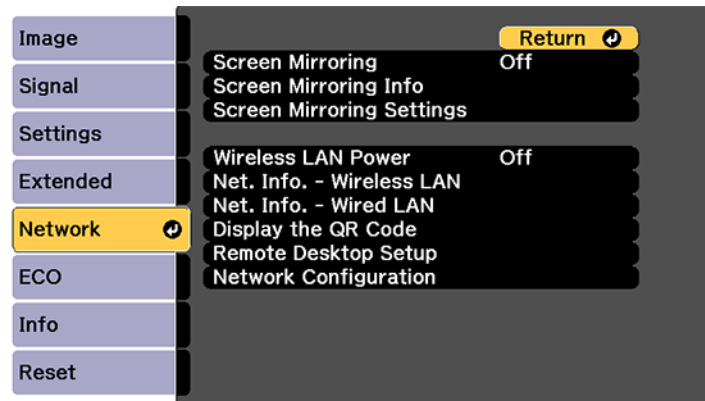 Image
Signal
Settings
Extended
Network
ECO
Info
Reset
Return
Screen Mirroring Off
Screen Mirroring Info
Screen Mirroring Settings
Wireless LAN Power Off
Net. Info. - Wireless LAN
Net. Info. - Wired LAN
Display the QR Code
Remote Desktop Setup
Network Configuration